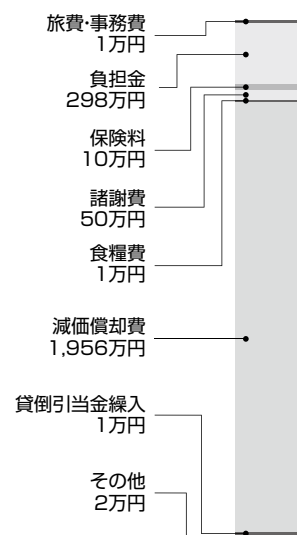 旅費・事務費
1万円
負担金
298万円
保険料
10万円
諸謝費
50万円
食糧費
1万円
減価償却費
1,956万円
貸倒引当金繰入
1万円
その他
2万円